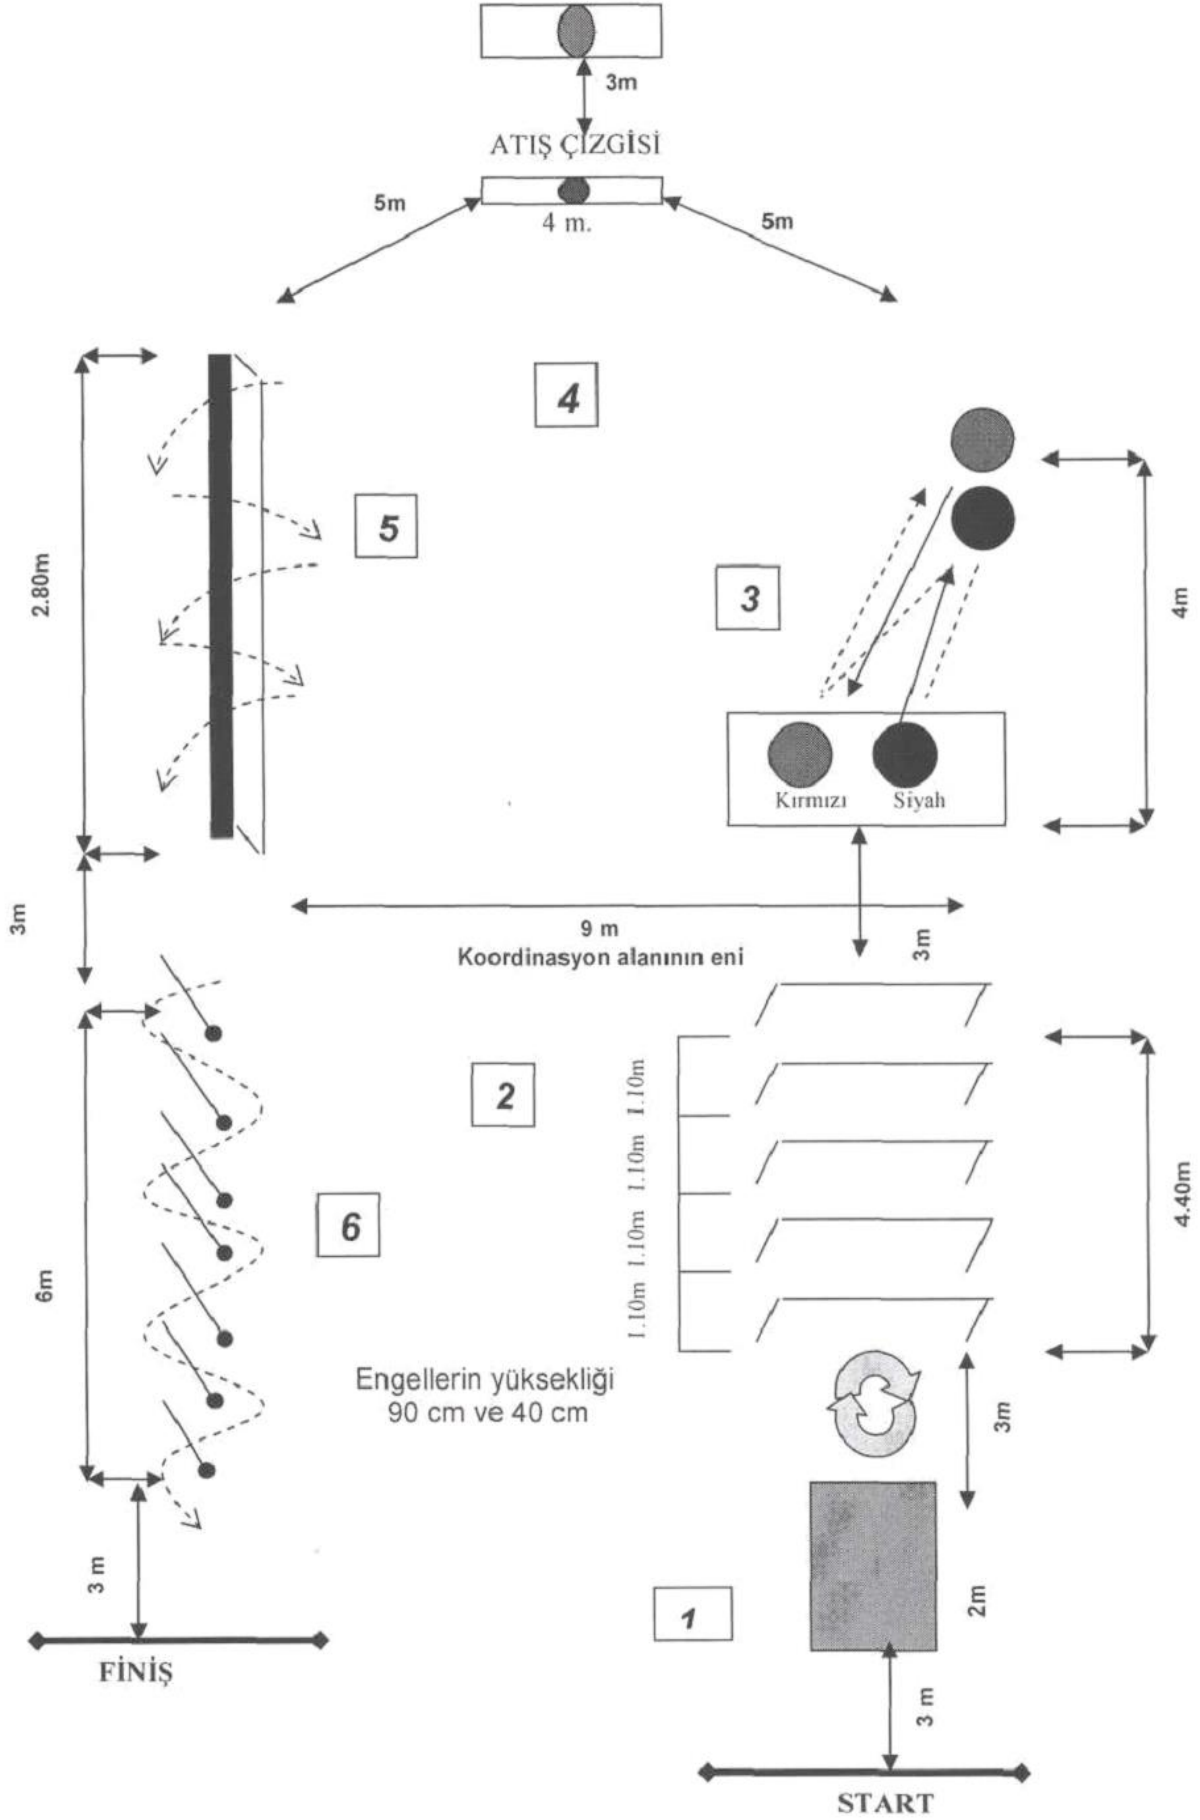 3m
ATIŞ ÇİZGİSİ
5m
4 m.
5m
4
5
3
2.80m
4m
Kırmızı
Siyah
3m
9 m
Koordinasyon alanının eni
3m
2
1.10m
1.10m
1.10m
1.10m
4.40m
6
6m
Engellerin yüksekliği
90 cm ve 40 cm
3m
3 m
1
2m
FİNİŞ
3 m
START